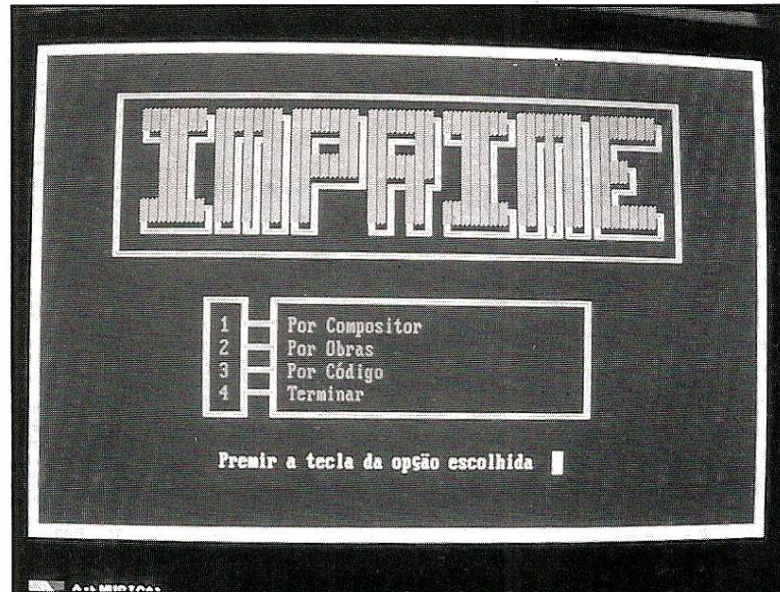 IMPRIME
1 Por Compositor
2 Por Obras
3 Por Código
4 Terminar
Premir a tecla da opção escolhida